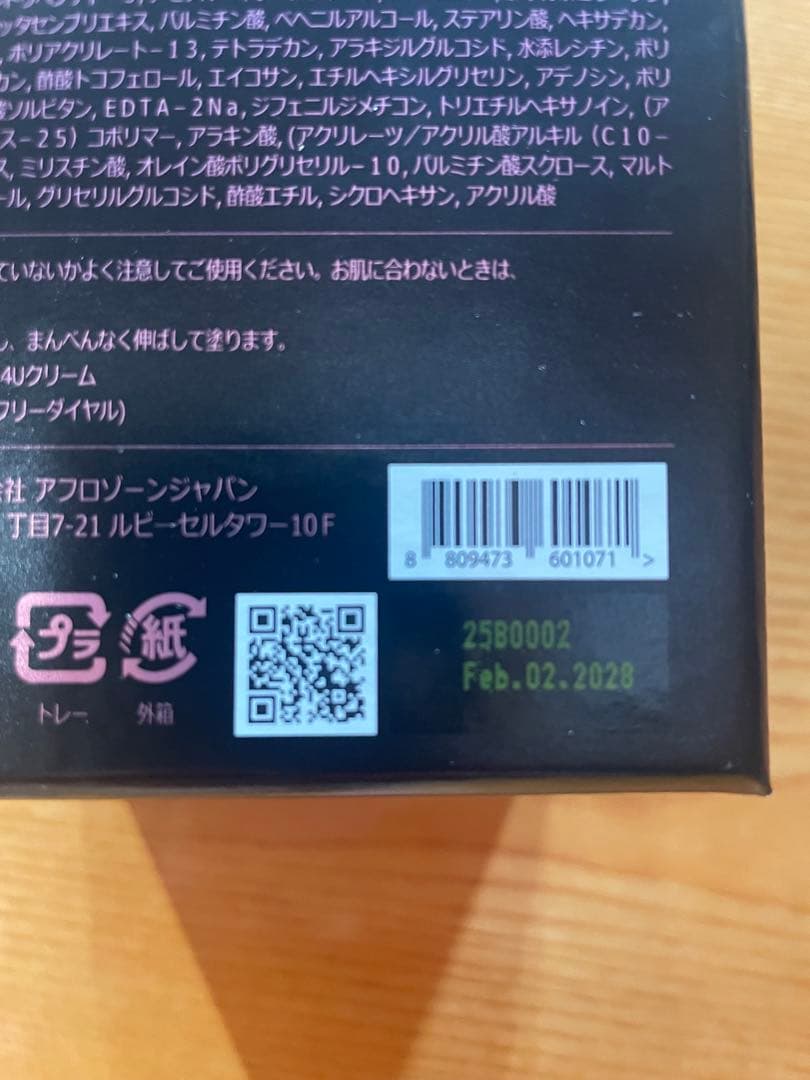 ッタセンブリエキス, パルミチン酸, ベヘニルアルコール, ステアリン酸, ヘキサデカン,
, ポリアクリレート－１３, テトラデカン, アラキジルグルコシド, 水添レシチン, ポリ
カン, 酢酸トコフェロール, エイコサン, エチルヘキシルグリセリン, アデノシン, ポリ
酸ソルビタン, EDTA－2Na, ジフェニルジメチコン, トリエチルヘキサノイン, (ア
ス－25) コポリマー, アラキン酸, (アクリレーツ／アクリル酸アルキル (C10－
ス, ミリスチン酸, オレイン酸ポリグリセリル－10, パルミチン酸スクロース, マルト
ール, グリセリルグルコシド, 酢酸エチル, シクロヘキサン, アクリル酸
ていないかよく注意してご使用ください。お肌に合わないときは、
し、まんべんなく伸ばして塗ります。
4Uクリーム
フリーダイヤル)
会社 アフロゾーンジャパン
丁目7-21 ルビーセルタワー10F
8 809473 601071 >
プラ 紙
トレー 外箱
25B0002
Feb.02.2028